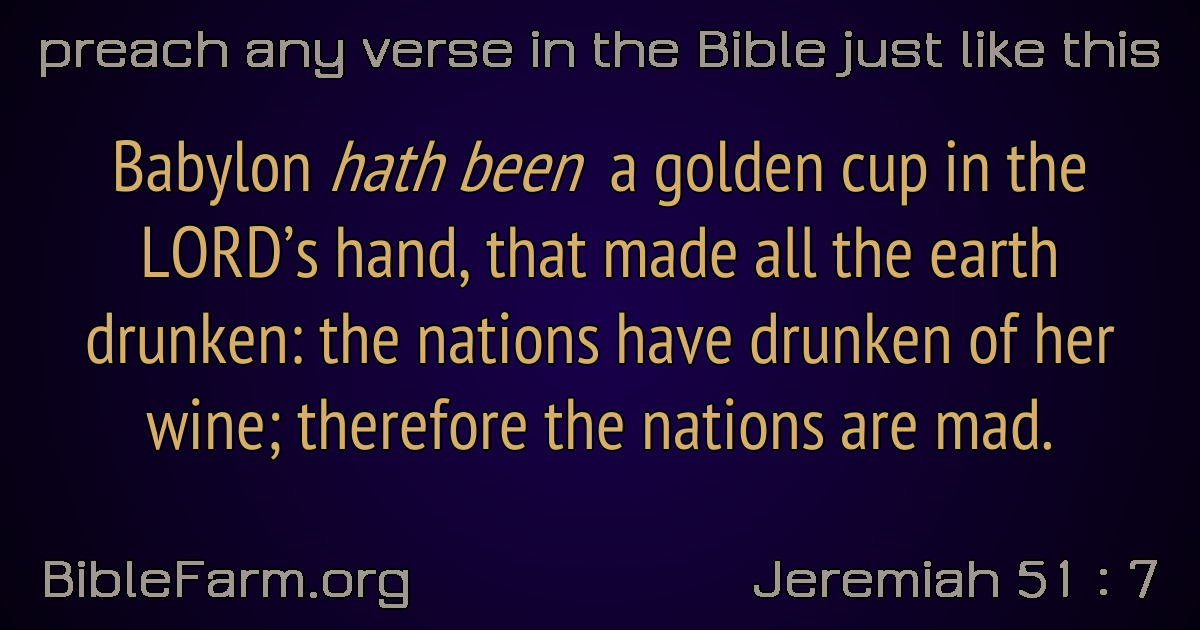 preach any verse in the Bible just like this
Babylon hath been a golden cup in the
LORD’s hand, that made all the earth
drunken: the nations have drunken of her
wine; therefore the nations are mad.
BibleFarm.org
Jeremiah 51 : 7